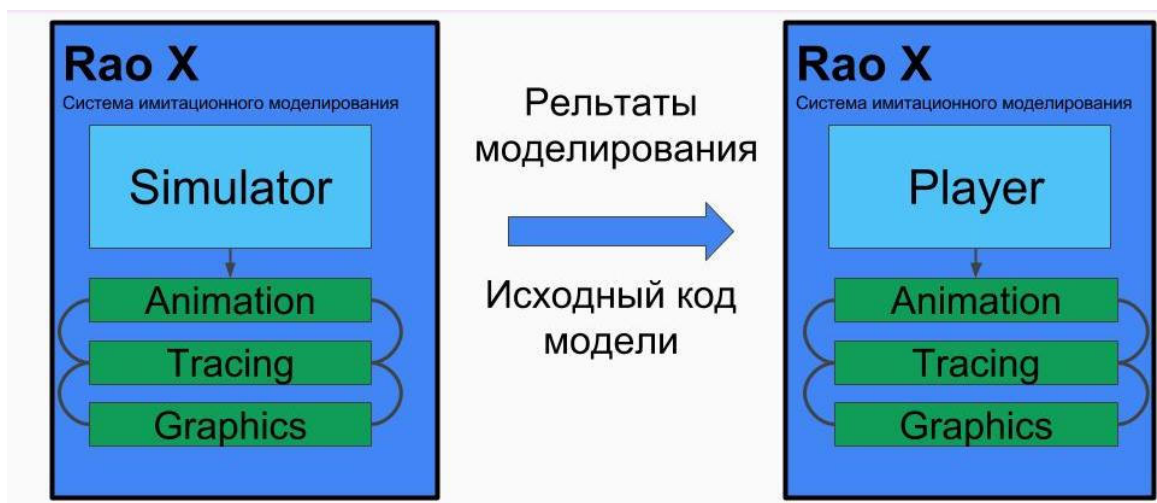 Rao X
Система имитационного моделирования
Simulator
Animation
Tracing
Graphics
Рельтаты
моделирования
Исходный код
модели
Rao X
Система имитационного моделирования
Player
Animation
Tracing
Graphics